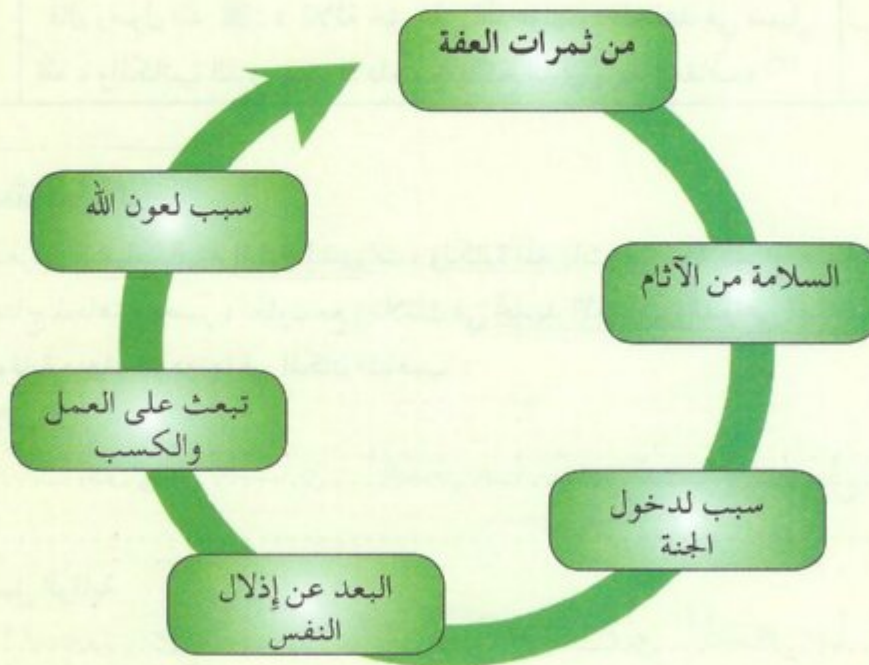 من ثمرات العفة
السلامة من الآثام
سبب لدخول
الجنة
البعد عن إِذلال
النفس
تبعث على العمل
والكسب
سبب لعون الله